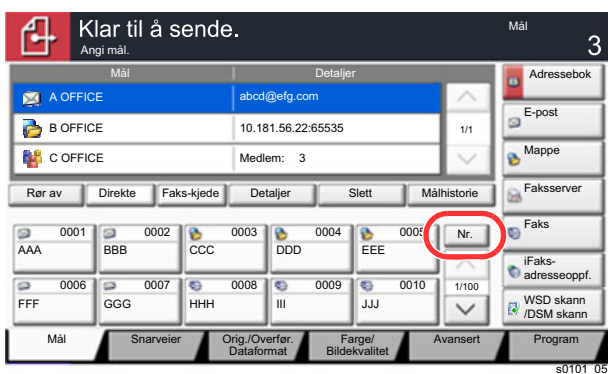 Klar til å sende.
Angi mål.
Mål
3
Mål Detaljer
A OFFICE abcd@efg.com
B OFFICE 10.181.56.22:65535
1/1
C OFFICE Medlem: 3
Adressebok
E-post
Mappe
Faksserver
Faks
iFaks-
adresseoppf.
WSD skann
/DSM skann
Rør av Direkte Faks-kjede Detaljer Slett Målhistorie
0001 0002 0003 0004 0005
AAA BBB CCC DDD EEE
Nr.
0006 0007 0008 0009 0010
FFF GGG HHH III JJJ
1/100
Mål Snarveier Orig./Overfør. Farge/ Avansert Program
Dataformat Bildekvalitet
s0101_05